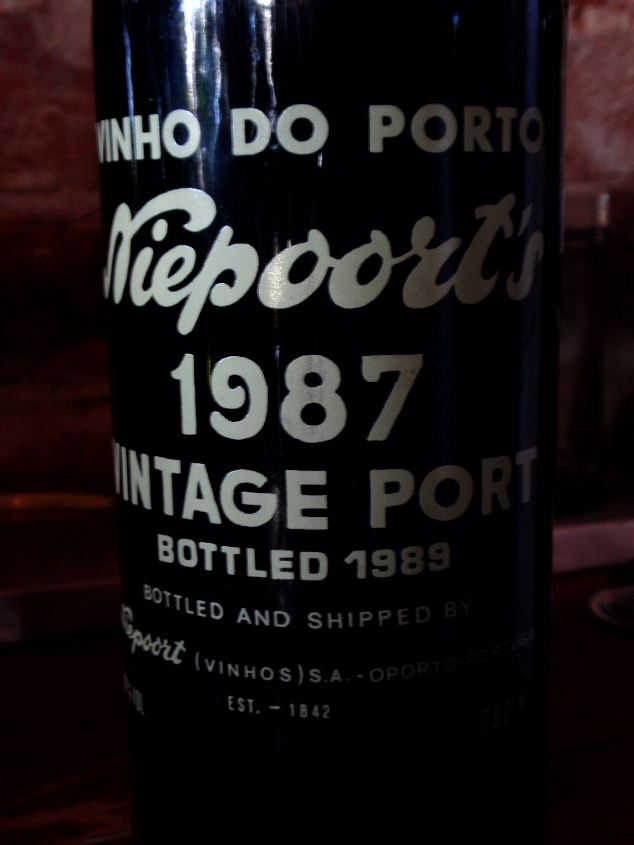 VINHO DO PORTO
Niepoort's
1987
VINTAGE PORT
BOTTLED 1989
BOTTLED AND SHIPPED BY
Niepoort (VINHOS) S.A. - OPORTO-PORTUGAL
EST. - 1842